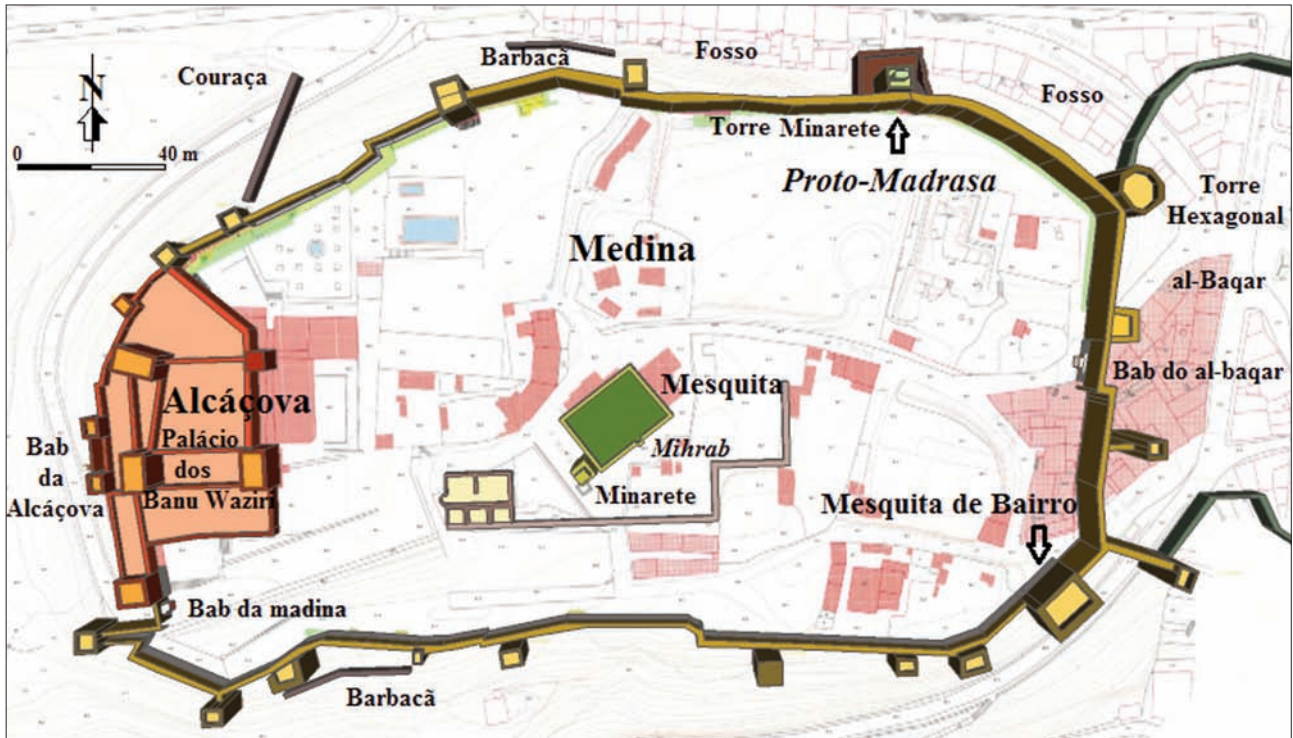 Barbacã
Fosso
Couraça
N
0 40 m
Fosso
Torre Minarete
Proto-Madrasa
Torre
Hexagonal
Medina
al-Baqar
Mesquita
Bab do al-baqar
Alcáçova
Palácio
dos
Banu Waziri
Mihrab
Bab
da
Alcáçova
Minarete
Mesquita de Bairro
Bab da madina
Barbacã